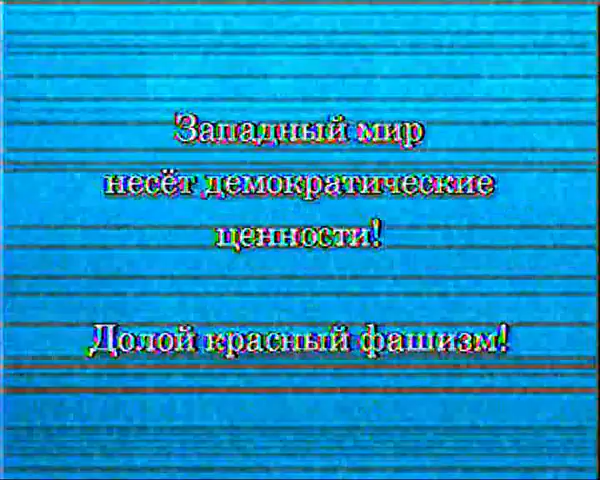 Западный мир
несёт демократические
ценности!
Долой красный фашизм!